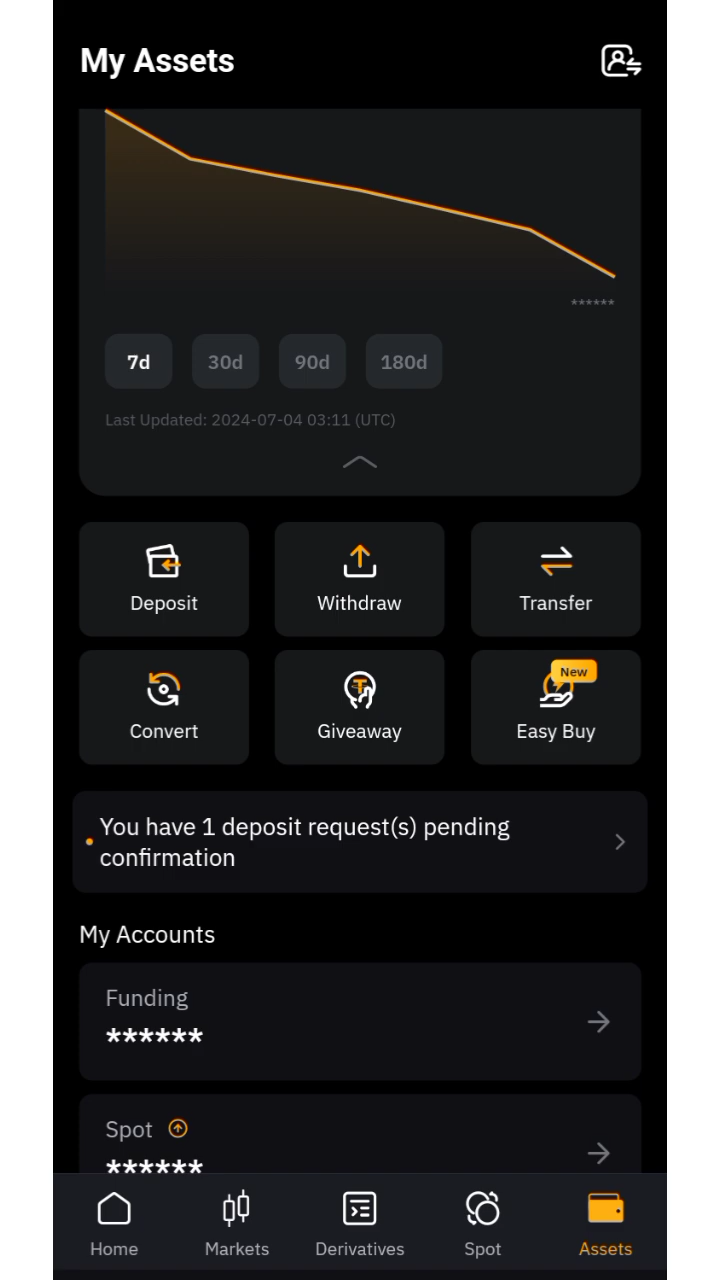 My Assets
******
7d
30d
90d
180d
Last Updated: 2024-07-04 03:11 (UTC)
Deposit
Withdraw
Transfer
Convert
Giveaway
New
Easy Buy
You have 1 deposit request(s) pending
confirmation
My Accounts
Funding
******
Spot
******
Home
Markets
Derivatives
Spot
Assets